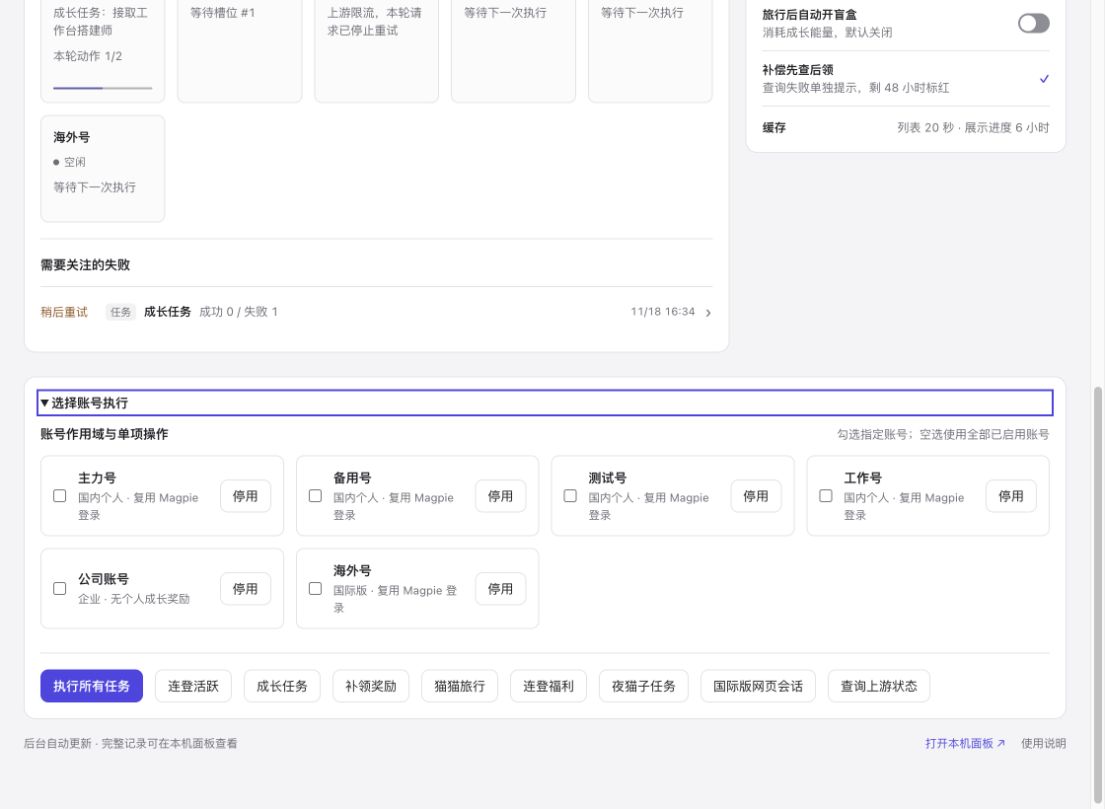 成长任务：接取工
作台搭建师
本轮动作 1/2
等待槽位 #1
上游限流，本轮请
求已停止重试
等待下一次执行
等待下一次执行
旅行后自动开盲盒
消耗成长能量，默认关闭
补偿先查后领
查询失败单独提示，剩 48 小时标红
缓存
列表 20 秒 · 展示进度 6 小时
海外号
空闲
等待下一次执行
需要关注的失败
稍后重试 任务 成长任务 成功 0 / 失败 1 11/18 16:34
选择账号执行
账号作用域与单项操作
勾选指定账号；空选使用全部已启用账号
主力号
国内个人 · 复用 Magpie
登录
停用
备用号
国内个人 · 复用 Magpie
登录
停用
测试号
国内个人 · 复用 Magpie
登录
停用
工作号
国内个人 · 复用 Magpie
登录
停用
公司账号
企业 · 无个人成长奖励
停用
海外号
国际版 · 复用 Magpie 登
录
停用
执行所有任务 连登活跃 成长任务 补领奖励 猫猫旅行 连登福利 夜猫子任务 国际版网页会话 查询上游状态
后台自动更新 · 完整记录可在本机面板查看
打开本机面板↗ 使用说明